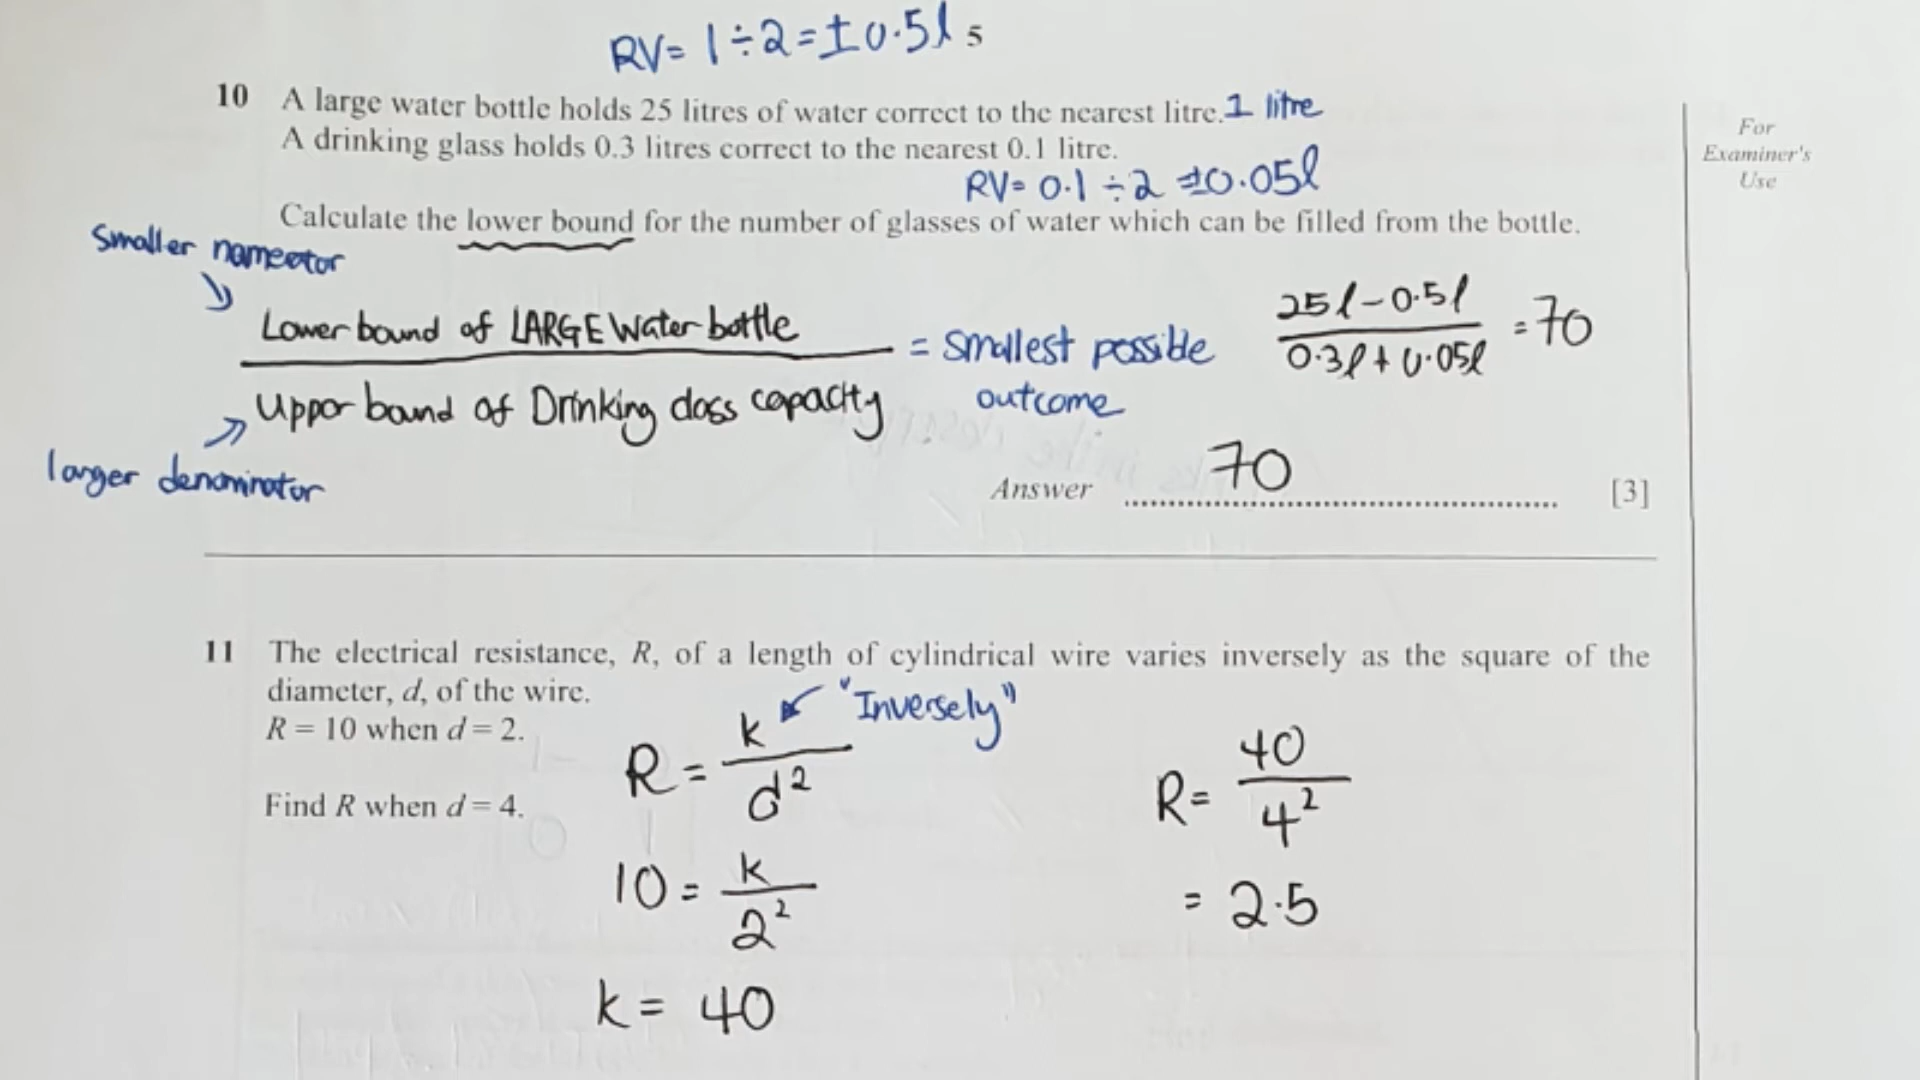 RV= 1÷2=±0.5l 5
10 A large water bottle holds 25 litres of water correct to the nearest litre. 1 litre
A drinking glass holds 0.3 litres correct to the nearest 0.1 litre.
RV= 0.1 ÷2 ±0.05l
Calculate the lower bound for the number of glasses of water which can be filled from the bottle.
Smaller
Lower bound of LARGE Water bottle
Upper bound of Drinking capacity
= Smallest possible
outcome
25l-0.5l
0.3l+0.05l
=70
larger denominator
Answer 70 [3]
For
Examiner's
Use
11 The electrical resistance, R, of a length of cylindrical wire varies inversely as the square of the
diameter, d, of the wire.
R = 10 when d = 2.
Find R when d = 4.
"Inversely"
R = k
d²
10 = k
2²
k = 40
R= 40
4²
= 2.5